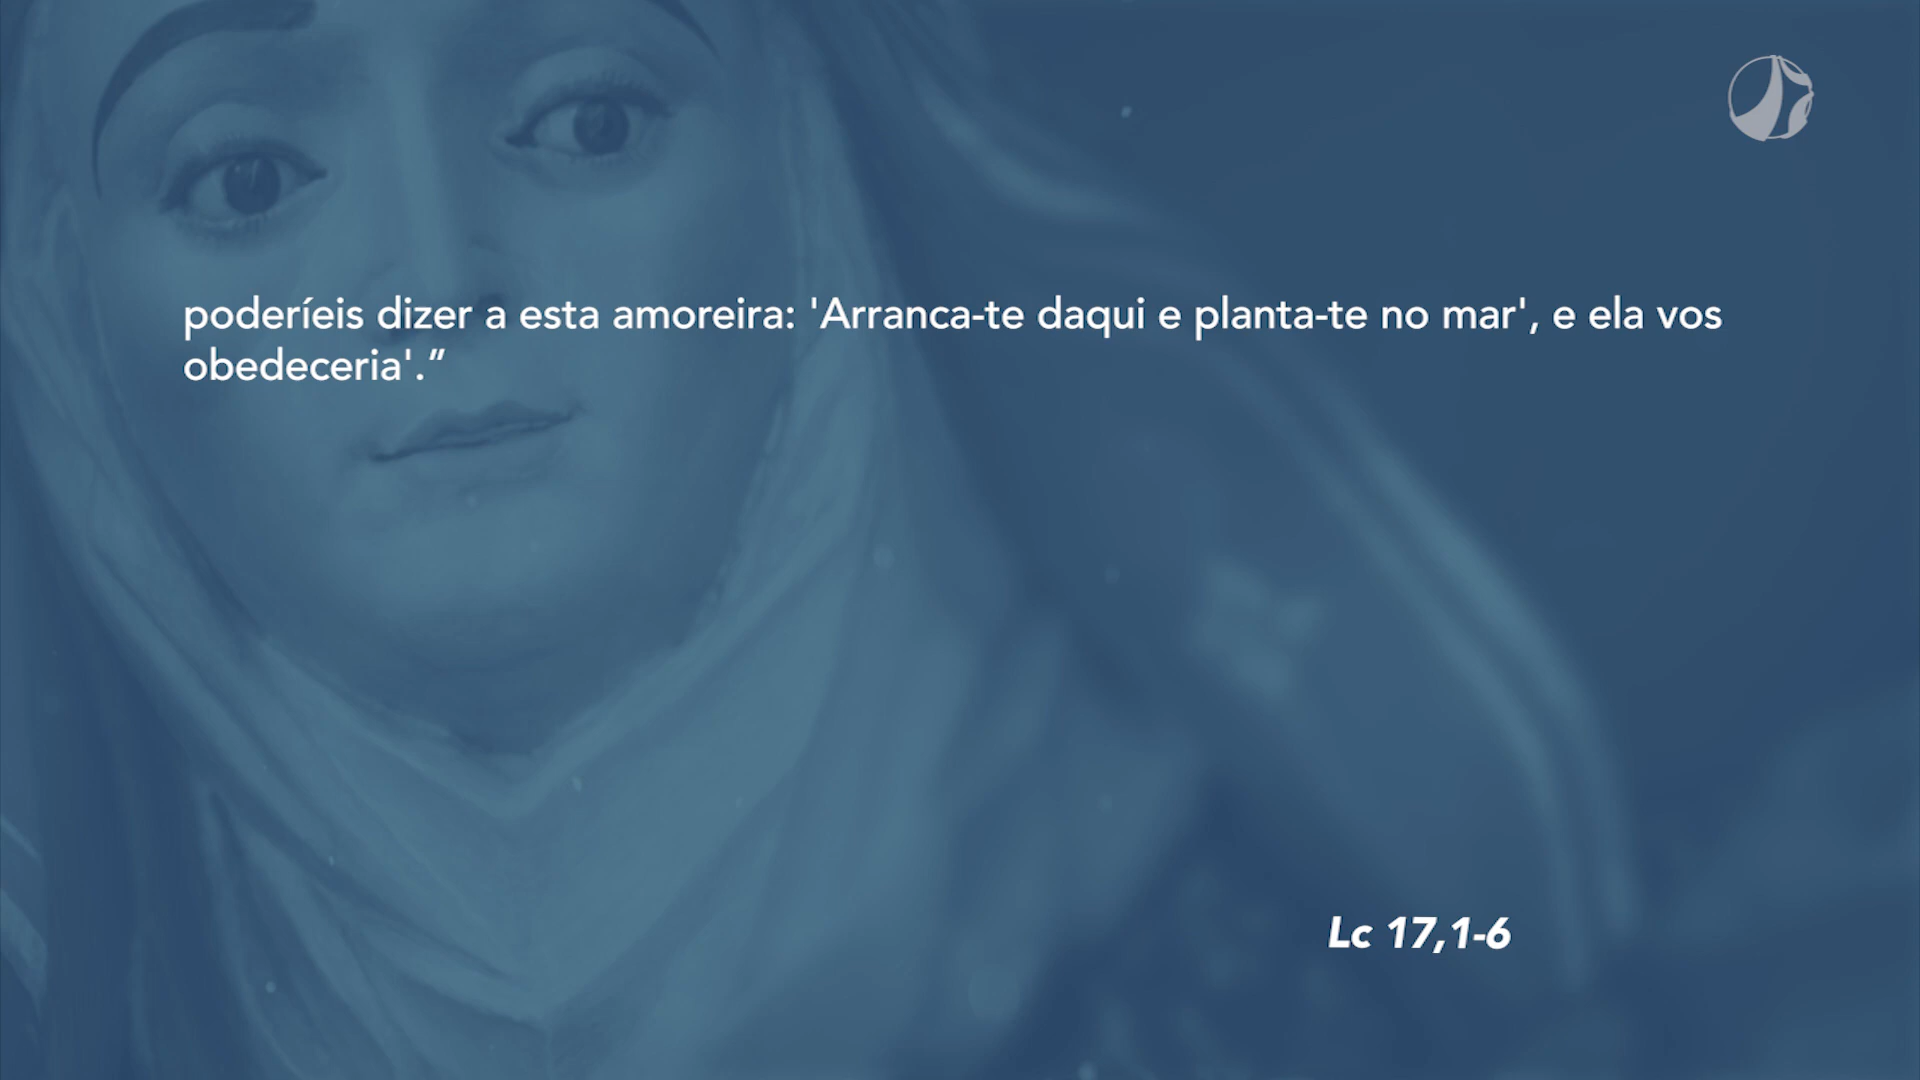 poderíeis dizer a esta amoreira: 'Arranca-te daqui e planta-te no mar', e ela vos
obedeceria'.”
Lc 17,1-6